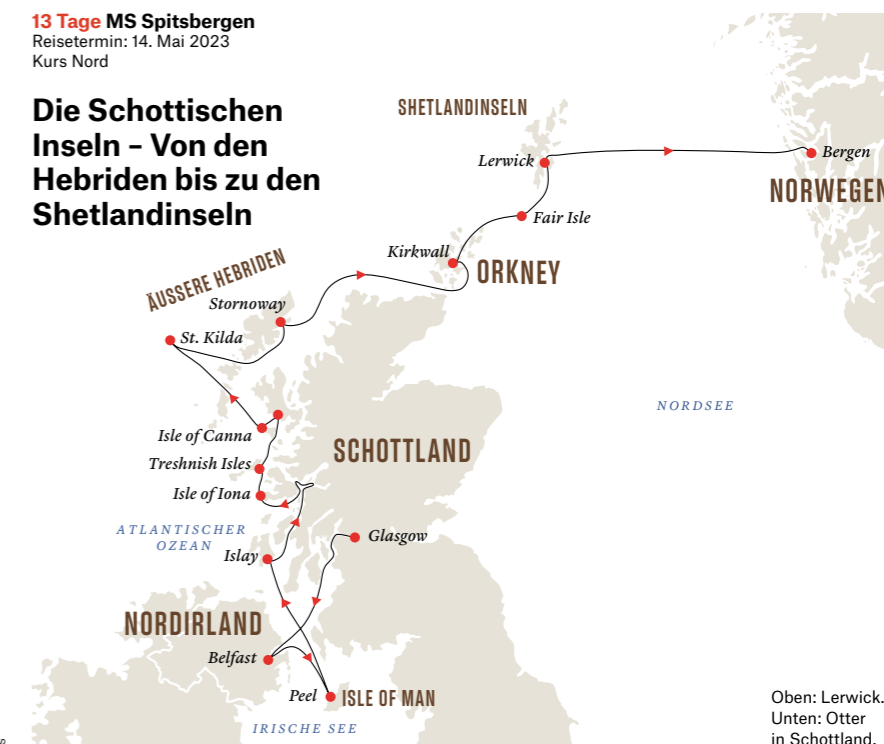 13 Tage MS Spitsbergen
Reisetermin: 14. Mai 2023
Kurs Nord
Die Schottischen
Inseln – Von den
Hebriden bis zu den
Shetlandinseln
SHETLANDINSELN
Lerwick
Bergen
NORWEGEN
Fair Isle
Kirkwall
ORKNEY
ÄUSSERE HEBRIDEN
Stornoway
St. Kilda
NORDSEE
Isle of Canna
SCHOTTLAND
Treshnish Isles
Isle of Iona
ATLANTISCHER
OZEAN
Glasgow
Islay
NORDIRLAND
Belfast
Peel
ISLE OF MAN
IRISCHE SEE
Oben: Lerwick.
Unten: Otter
in Schottland.